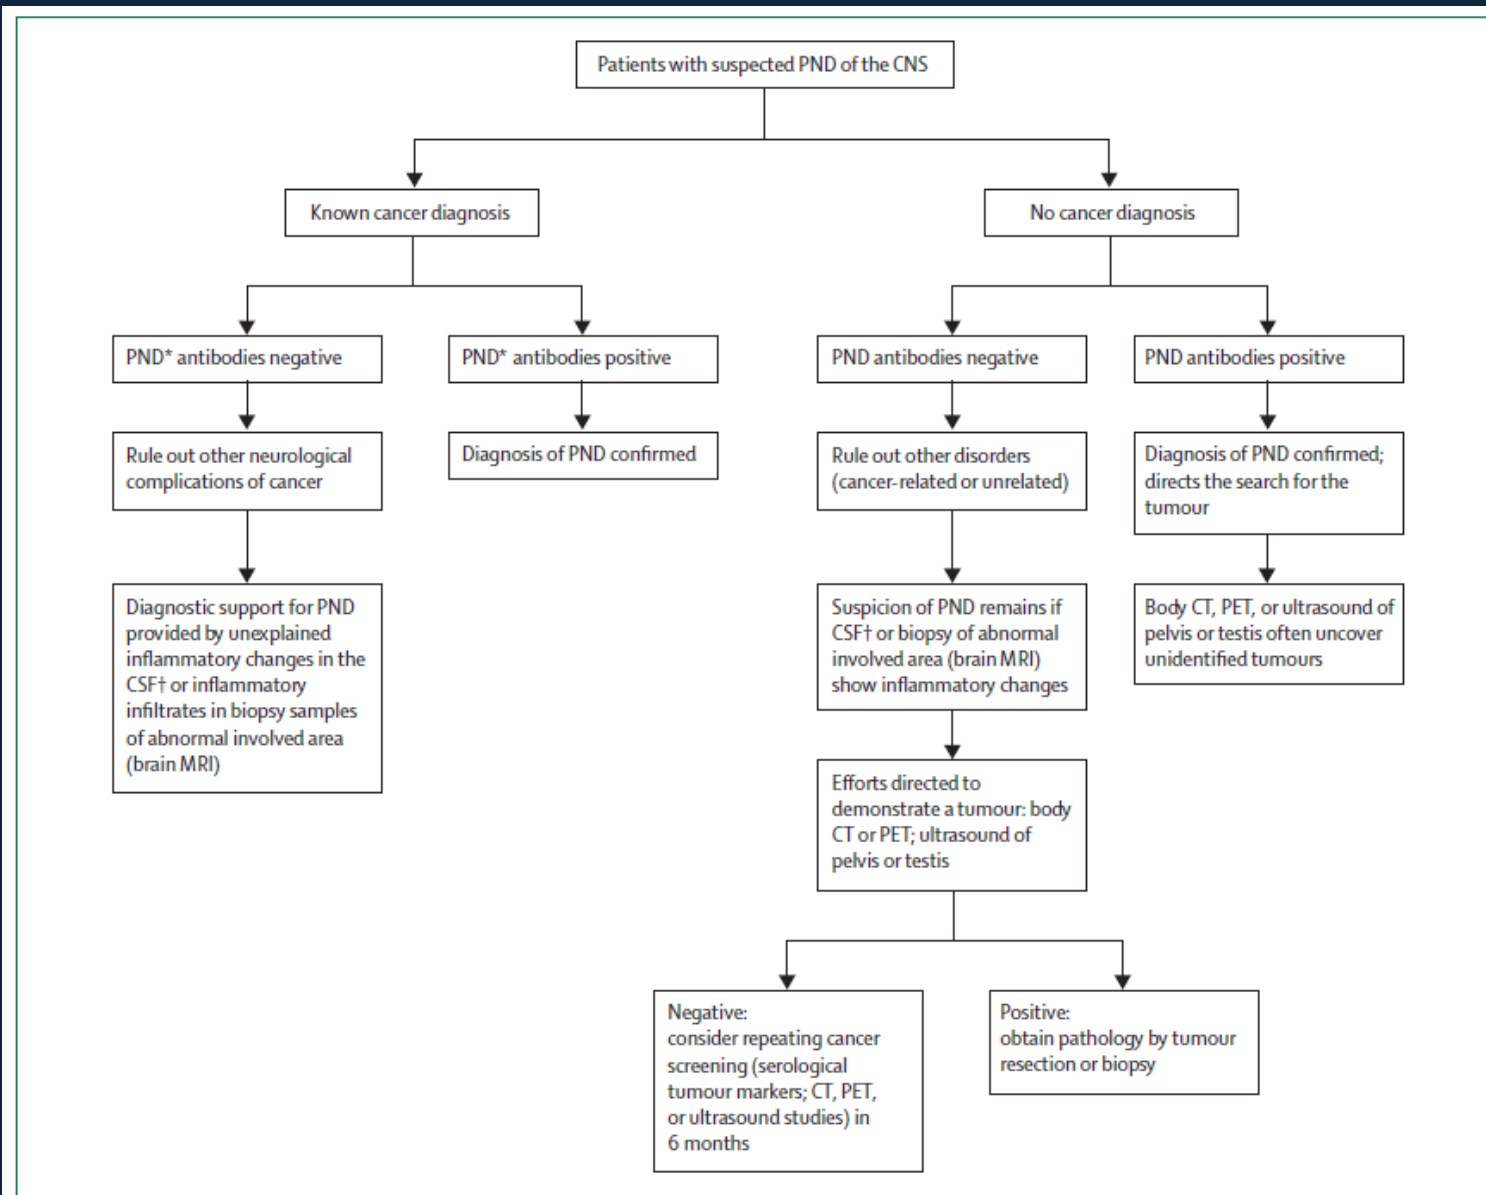 Patients with suspected PND of the CNS
Known cancer diagnosis
No cancer diagnosis
PND* antibodies negative
PND* antibodies positive
PND antibodies negative
PND antibodies positive
Rule out other neurological
complications of cancer
Diagnosis of PND confirmed
Rule out other disorders
(cancer-related or unrelated)
Diagnosis of PND confirmed;
directs the search for the
tumour
Diagnostic support for PND
provided by unexplained
inflammatory changes in the
CSF† or inflammatory
infiltrates in biopsy samples
of abnormal involved area
(brain MRI)
Suspicion of PND remains if
CSF† or biopsy of abnormal
involved area (brain MRI)
show inflammatory changes
Body CT, PET, or ultrasound of
pelvis or testis often uncover
unidentified tumours
Efforts directed to
demonstrate a tumour: body
CT or PET; ultrasound of
pelvis or testis
Negative:
consider repeating cancer
screening (serological
tumour markers; CT, PET,
or ultrasound studies) in
6 months
Positive:
obtain pathology by tumour
resection or biopsy